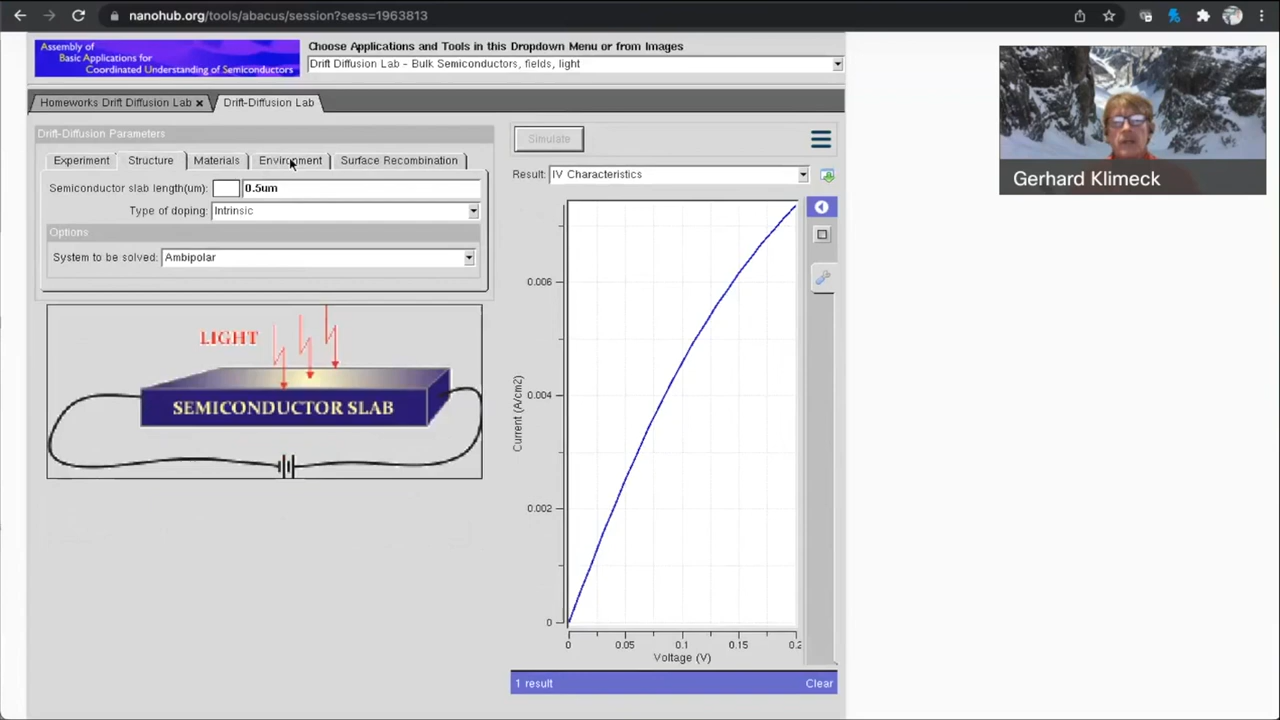 nanohub.org/tools/abacus/session?sess=1963813
Assembly of
Basic Applications for
Coordinated Understanding of Semiconductors
Choose Applications and Tools in this Dropdown Menu or from Images
Drift Diffusion Lab - Bulk Semiconductors, fields, light
Homeworks Drift Diffusion Lab
Drift-Diffusion Lab
Drift-Diffusion Parameters
Experiment
Structure
Materials
Environment
Surface Recombination
Semiconductor slab length(um):
0.5um
Type of doping:
Intrinsic
Options
System to be solved:
Ambipolar
LIGHT
SEMICONDUCTOR SLAB
Simulate
Result:
IV Characteristics
Current (A/cm2)
0.006
0.004
0.002
0
0
0.05
0.1
0.15
0.2
Voltage (V)
1 result
Clear
Gerhard Klimeck